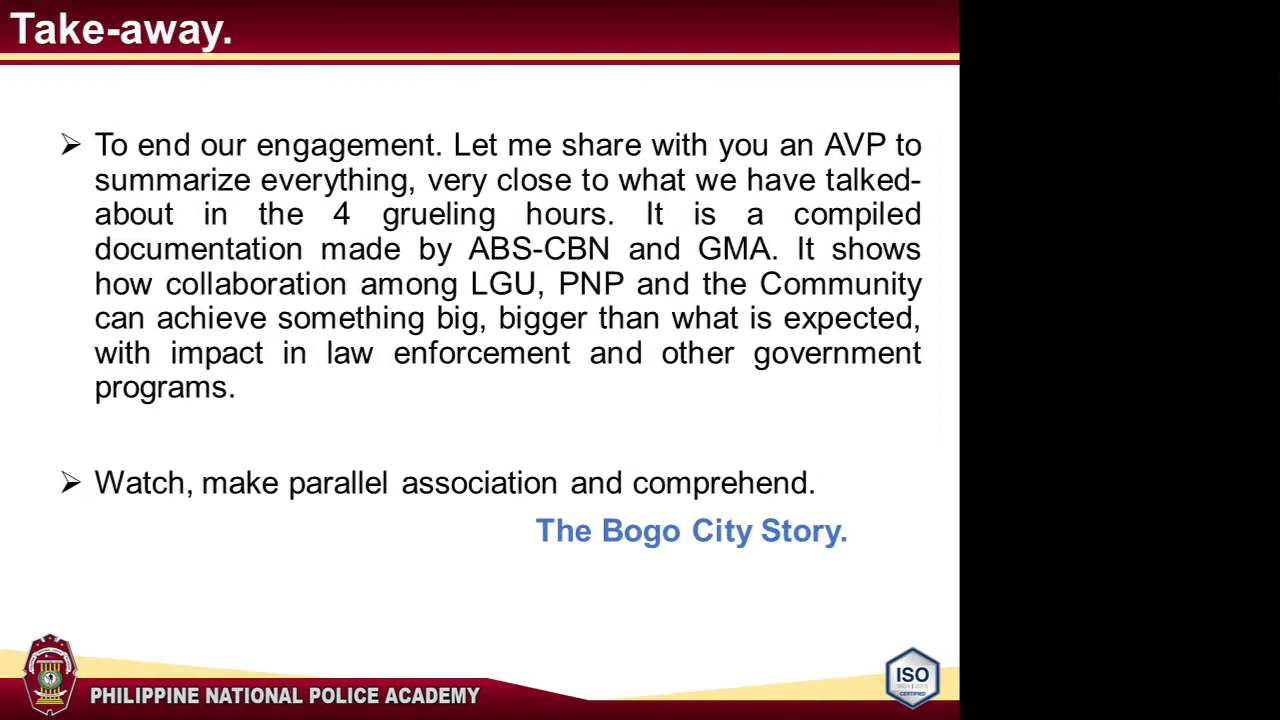 Take-away.
➢ To end our engagement. Let me share with you an AVP to
summarize everything, very close to what we have talked-
about in the 4 grueling hours. It is a compiled
documentation made by ABS-CBN and GMA. It shows
how collaboration among LGU, PNP and the Community
can achieve something big, bigger than what is expected,
with impact in law enforcement and other government
programs.
➢ Watch, make parallel association and comprehend.
The Bogo City Story.
PHILIPPINE NATIONAL POLICE ACADEMY
ISO
CERTIFIED